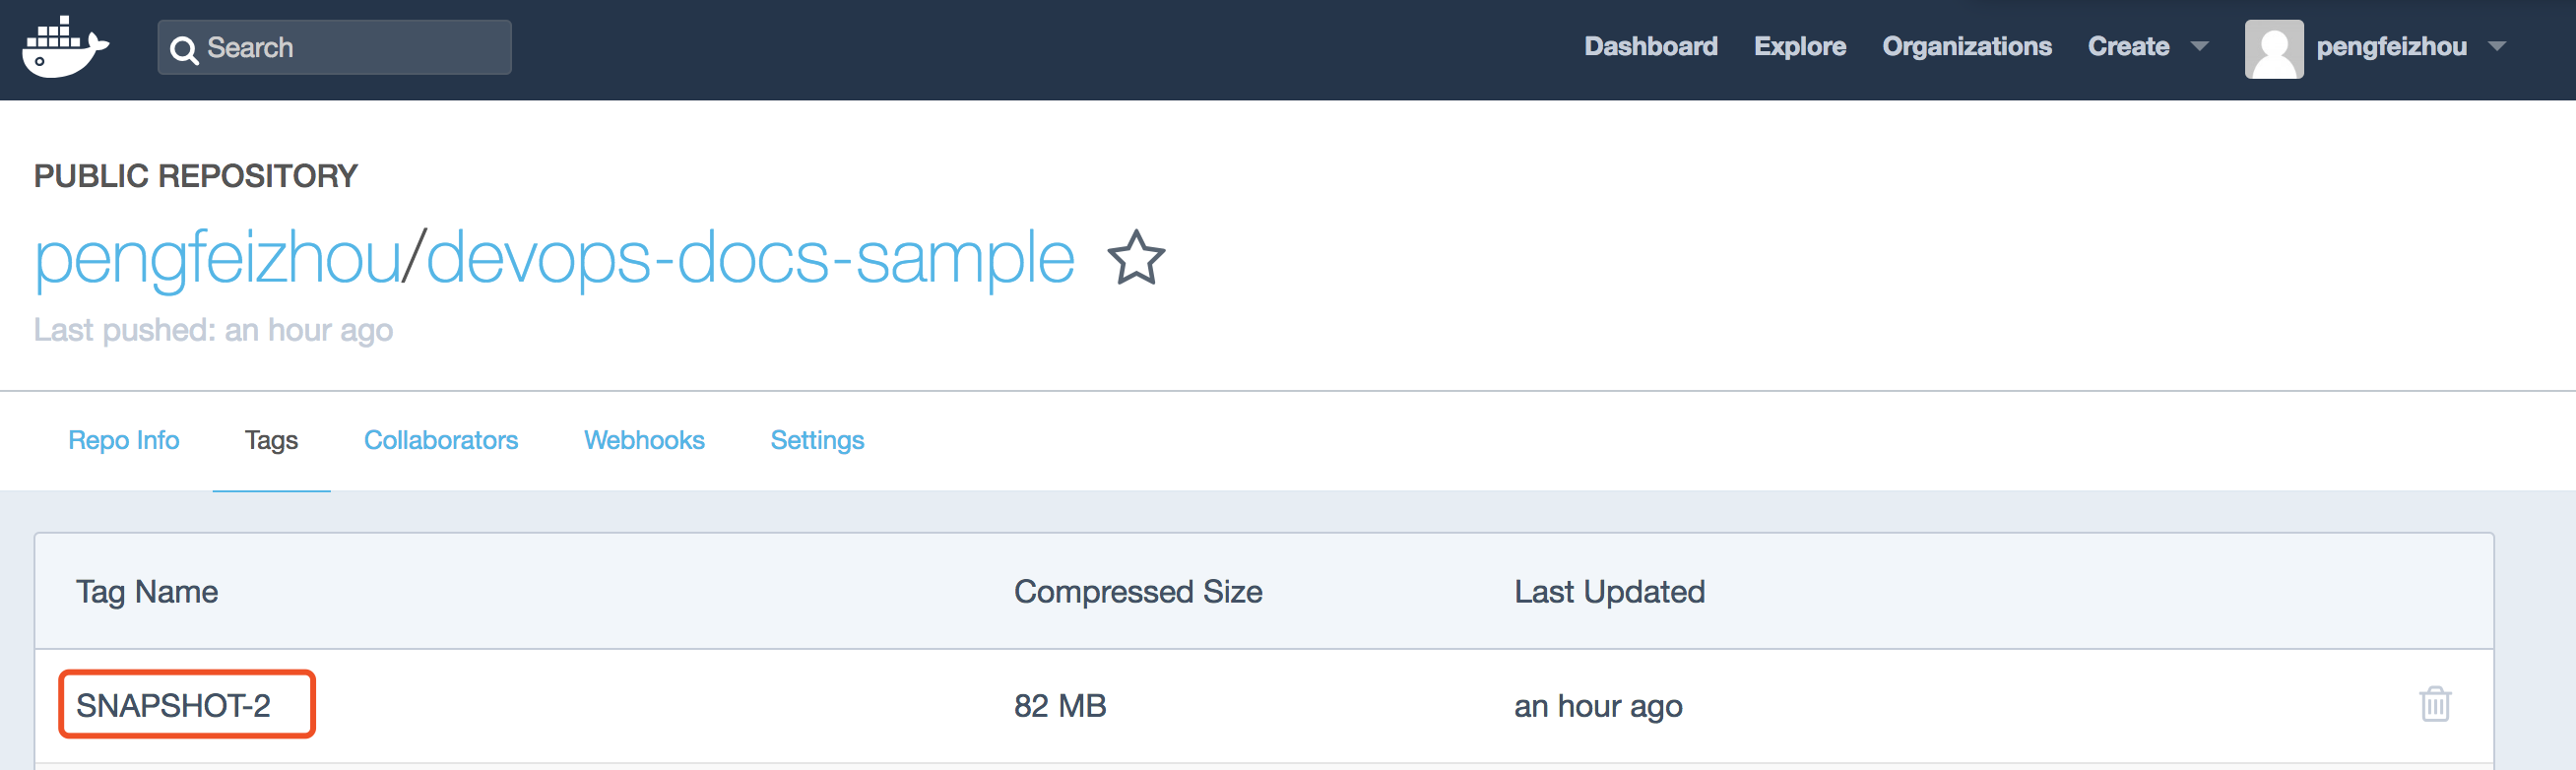 Search Dashboard Explore Organizations Create pengfeizhou
PUBLIC REPOSITORY
pengfeizhou/devops-docs-sample
Last pushed: an hour ago
Repo Info Tags Collaborators Webhooks Settings
Tag Name Compressed Size Last Updated
SNAPSHOT-2 82 MB an hour ago